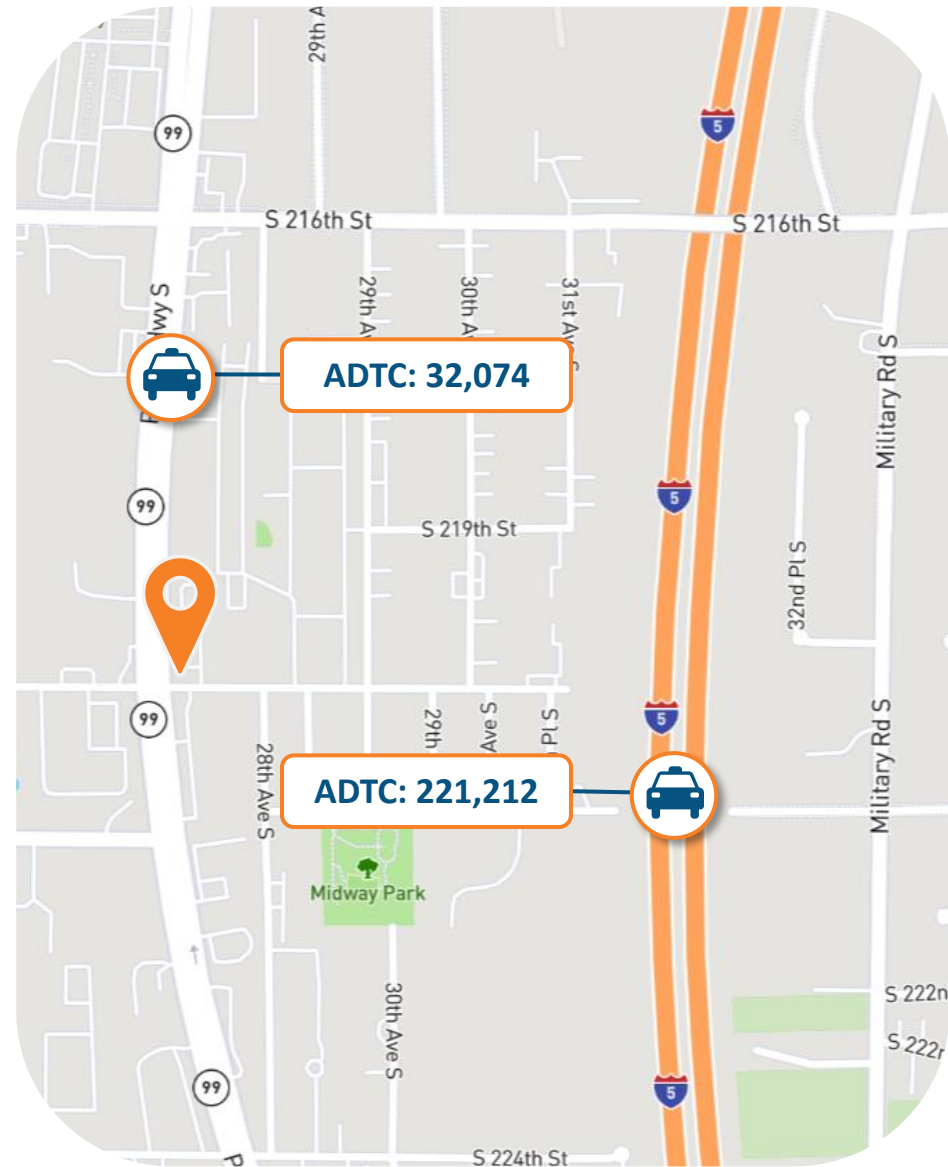 29th A
99
5
S 216th St
S 216th St
wy S
29th Av
30th A
31st Av
S
ADTC: 32,074
Military Rd S
99
5
S 219th St
32nd Pl S
99
5
29th
Ave S
Pl S
28th Ave S
Military Rd S
ADTC: 221,212
Midway Park
30th Ave S
S 222n
S 222n
99
5
S 224th St
P